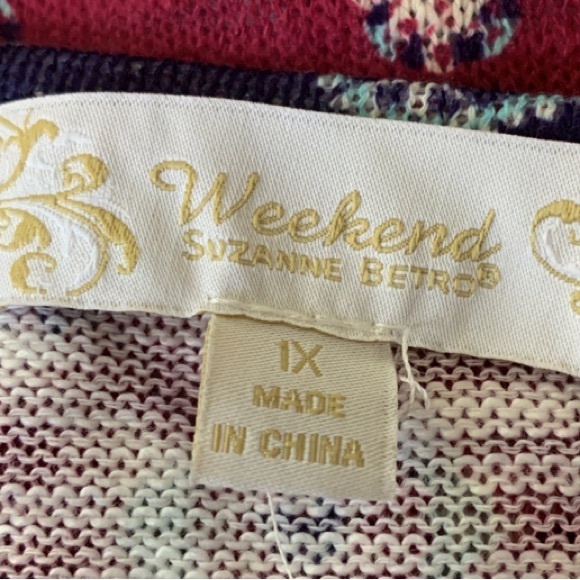 Weekend
SUZANNE BETRO®
1X
MADE
IN CHINA